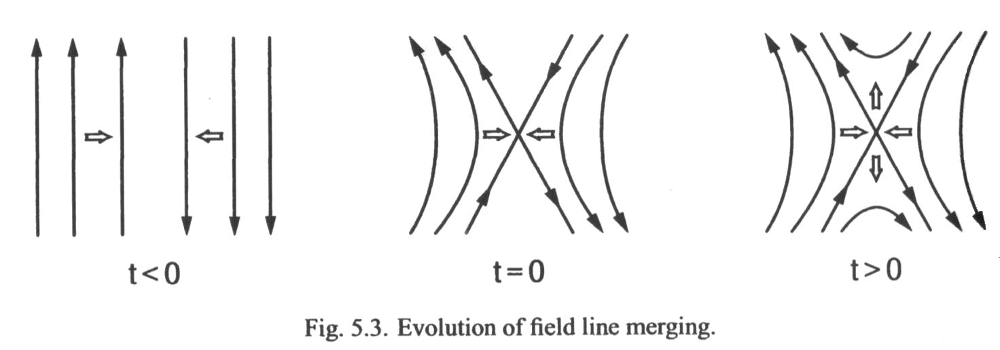 t<0
t=0
t>0
Fig. 5.3. Evolution of field line merging.